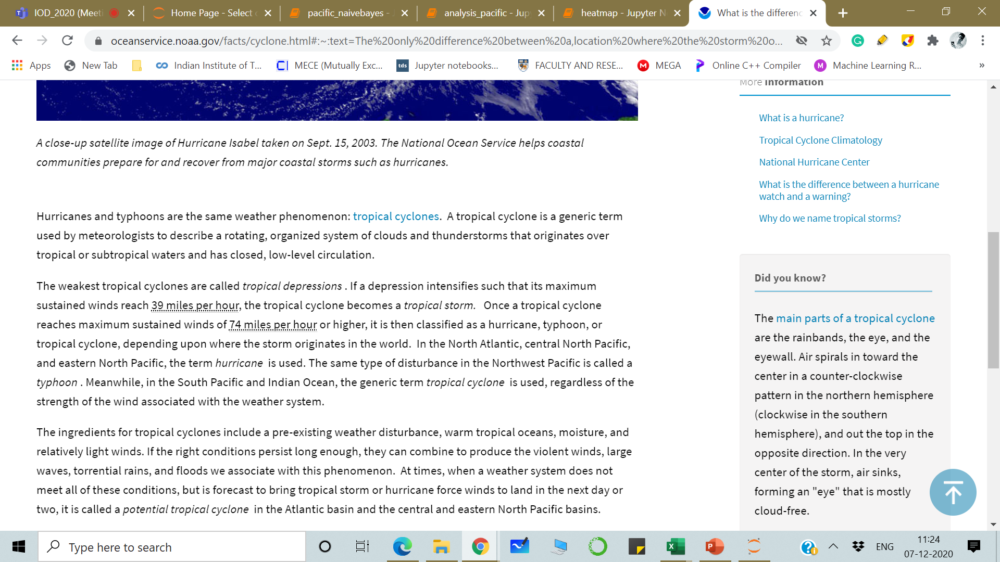 IOD_2020 (Meeti
Home Page - Select
pacific_naivebayes -
analysis_pacific - Jup
heatmap - Jupyter N
What is the differenc
oceanservice.noaa.gov/facts/cyclone.html#:~:text=The%20only%20difference%20between%20a,location%20where%20the%20storm%20o...
Apps
New Tab
Indian Institute of T...
MECE (Mutually Exc...
tds
Jupyter notebooks...
FACULTY AND RESE...
MEGA
Online C++ Compiler
Machine Learning R...
»
A close-up satellite image of Hurricane Isabel taken on Sept. 15, 2003. The National Ocean Service helps coastal
communities prepare for and recover from major coastal storms such as hurricanes.
Hurricanes and typhoons are the same weather phenomenon: tropical cyclones. A tropical cyclone is a generic term
used by meteorologists to describe a rotating, organized system of clouds and thunderstorms that originates over
tropical or subtropical waters and has closed, low-level circulation.
The weakest tropical cyclones are called tropical depressions . If a depression intensifies such that its maximum
sustained winds reach 39 miles per hour, the tropical cyclone becomes a tropical storm. Once a tropical cyclone
reaches maximum sustained winds of 74 miles per hour or higher, it is then classified as a hurricane, typhoon, or
tropical cyclone, depending upon where the storm originates in the world. In the North Atlantic, central North Pacific,
and eastern North Pacific, the term hurricane is used. The same type of disturbance in the Northwest Pacific is called a
typhoon . Meanwhile, in the South Pacific and Indian Ocean, the generic term tropical cyclone is used, regardless of the
strength of the wind associated with the weather system.
The ingredients for tropical cyclones include a pre-existing weather disturbance, warm tropical oceans, moisture, and
relatively light winds. If the right conditions persist long enough, they can combine to produce the violent winds, large
waves, torrential rains, and floods we associate with this phenomenon. At times, when a weather system does not
meet all of these conditions, but is forecast to bring tropical storm or hurricane force winds to land in the next day or
two, it is called a potential tropical cyclone in the Atlantic basin and the central and eastern North Pacific basins.
More Information
What is a hurricane?
Tropical Cyclone Climatology
National Hurricane Center
What is the difference between a hurricane
watch and a warning?
Why do we name tropical storms?
Did you know?
The main parts of a tropical cyclone
are the rainbands, the eye, and the
eyewall. Air spirals in toward the
center in a counter-clockwise
pattern in the northern hemisphere
(clockwise in the southern
hemisphere), and out the top in the
opposite direction. In the very
center of the storm, air sinks,
forming an "eye" that is mostly
cloud-free.
Type here to search
ENG
11:24
07-12-2020